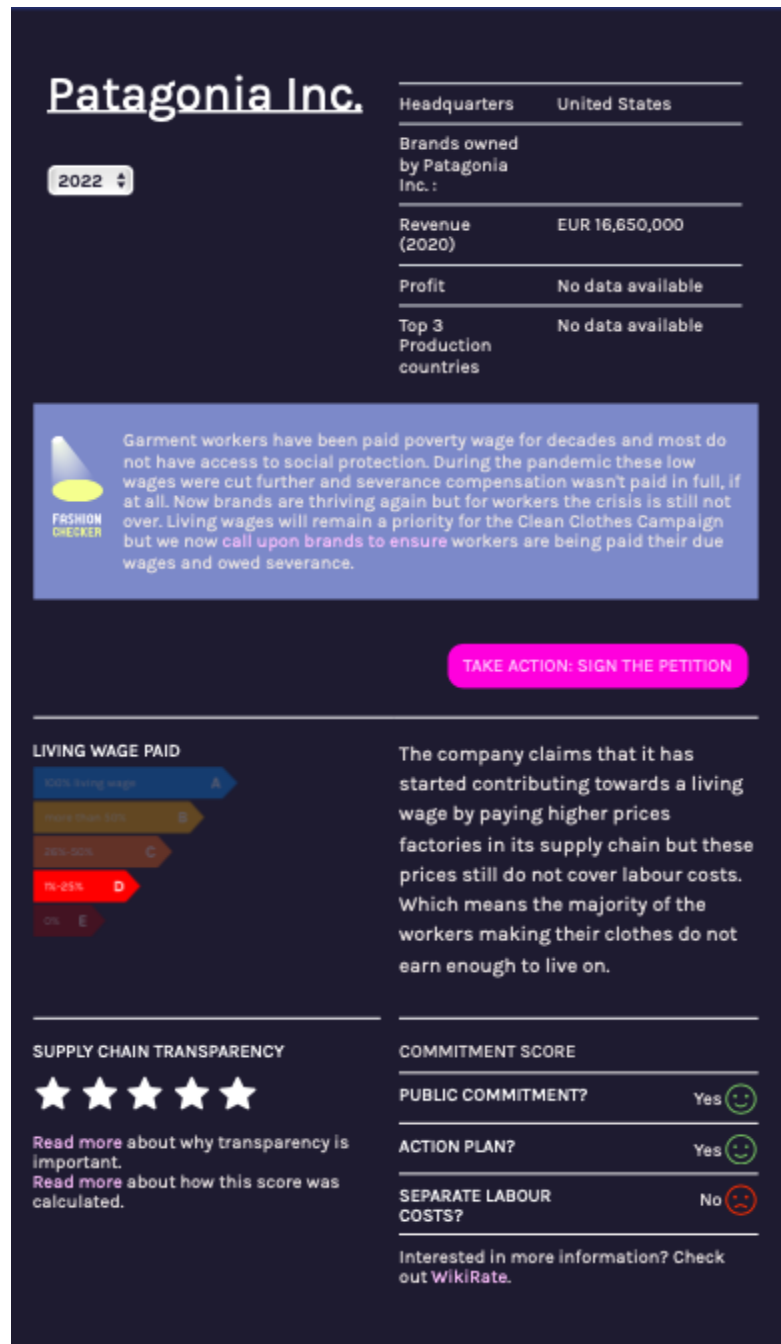 Patagonia Inc.
2022
Headquarters United States
Brands owned
by Patagonia
Inc. :
Revenue EUR 16,650,000
(2020)
Profit No data available
Top 3 No data available
Production
countries
Garment workers have been paid poverty wage for decades and most do
not have access to social protection. During the pandemic these low
wages were cut further and severance compensation wasn't paid in full, if
at all. Now brands are thriving again but for workers the crisis is still not
over. Living wages will remain a priority for the Clean Clothes Campaign
but we now call upon brands to ensure workers are being paid their due
wages and owed severance.
FASHION
CHECKER
TAKE ACTION: SIGN THE PETITION
LIVING WAGE PAID
100% living wage A
more than 50% B
26%-50% C
1%-25% D
0% E
The company claims that it has
started contributing towards a living
wage by paying higher prices
factories in its supply chain but these
prices still do not cover labour costs.
Which means the majority of the
workers making their clothes do not
earn enough to live on.
SUPPLY CHAIN TRANSPARENCY
Read more about why transparency is
important.
Read more about how this score was
calculated.
COMMITMENT SCORE
PUBLIC COMMITMENT? Yes
ACTION PLAN? Yes
SEPARATE LABOUR No
COSTS?
Interested in more information? Check
out WikiRate.